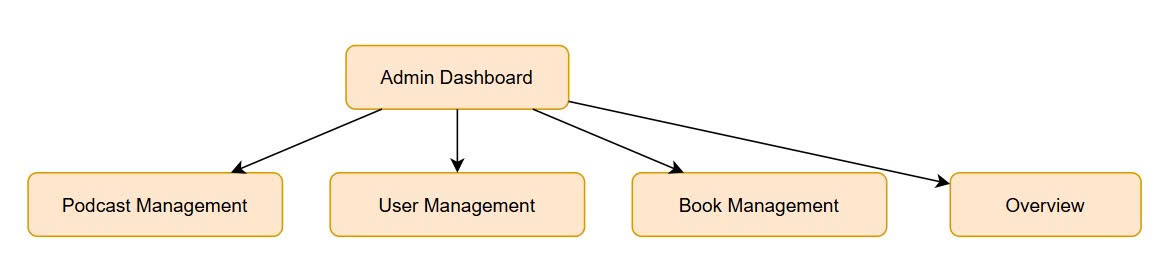 Admin Dashboard
Podcast Management
User Management
Book Management
Overview